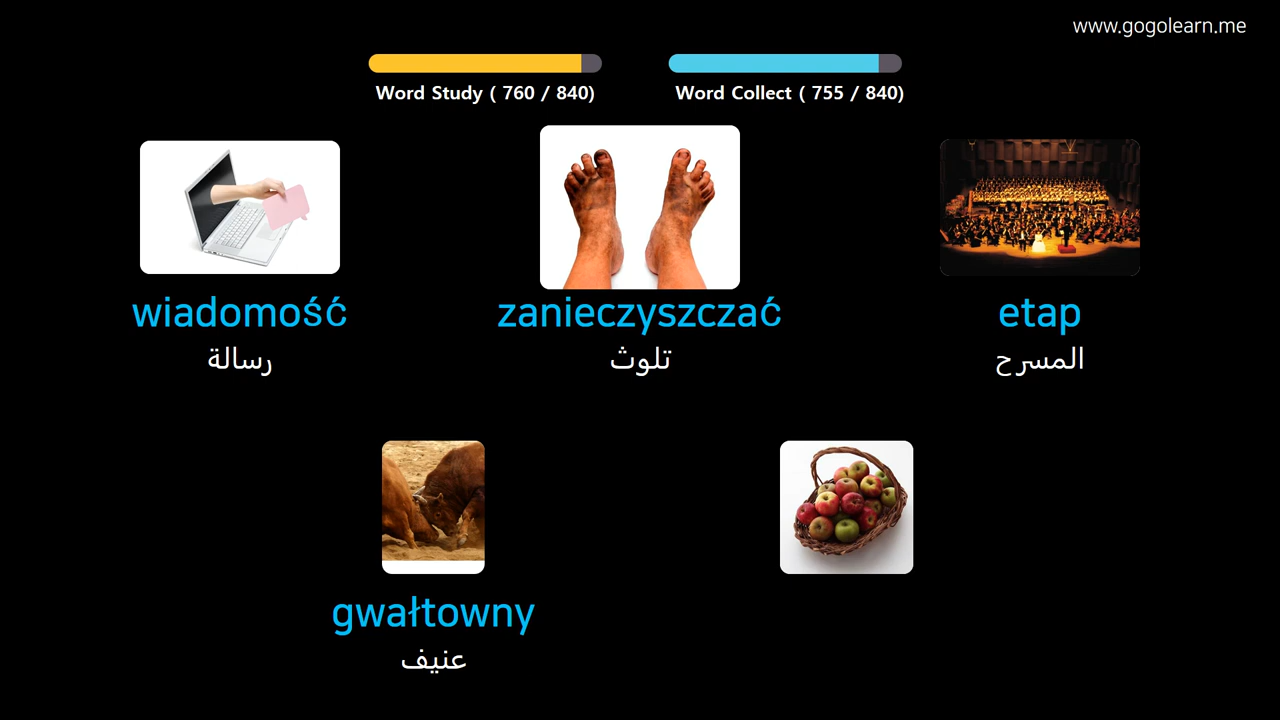 www.gogolearn.me
Word Study ( 760 / 840)
Word Collect ( 755 / 840)
wiadomość
رسالة
zanieczyszczać
تلوث
etap
المسرح
gwałtowny
عنيف